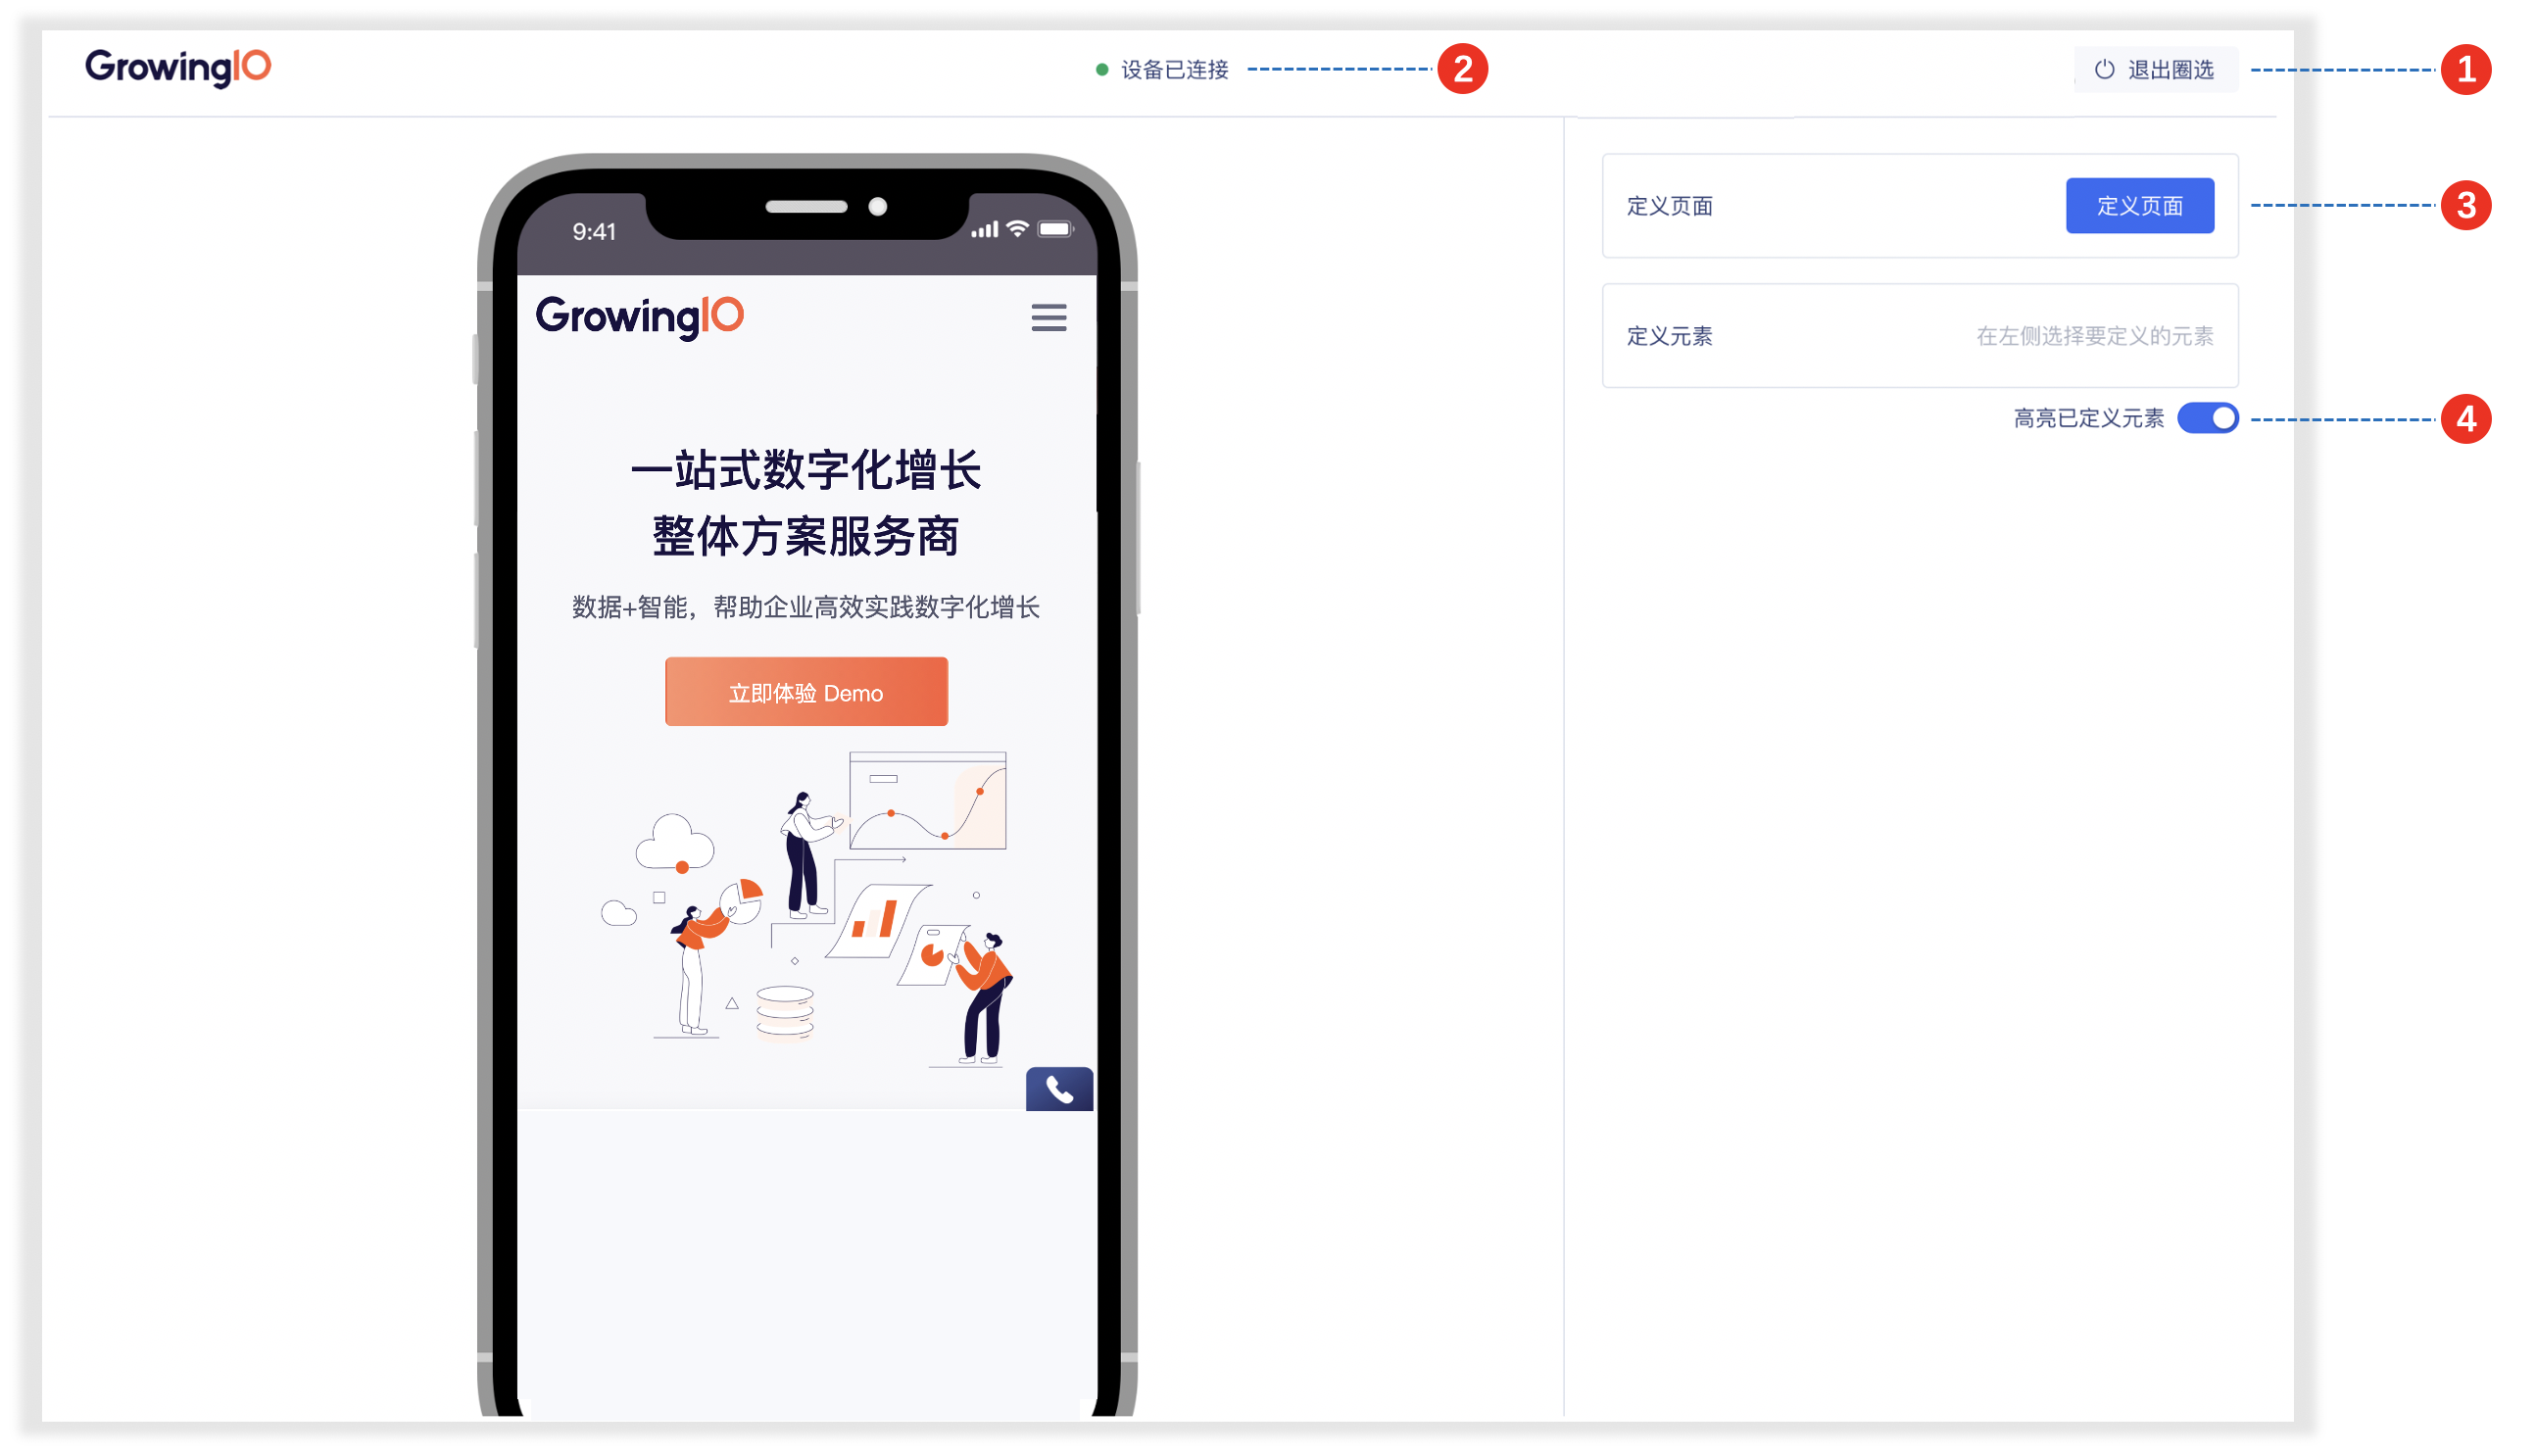 GrowingIO
设备已连接
2
退出圈选
1
9:41
GrowingIO
一站式数字化增长
整体方案服务商
数据+智能，帮助企业高效实践数字化增长
立即体验 Demo
定义页面
定义页面
3
定义元素
在左侧选择要定义的元素
高亮已定义元素
4